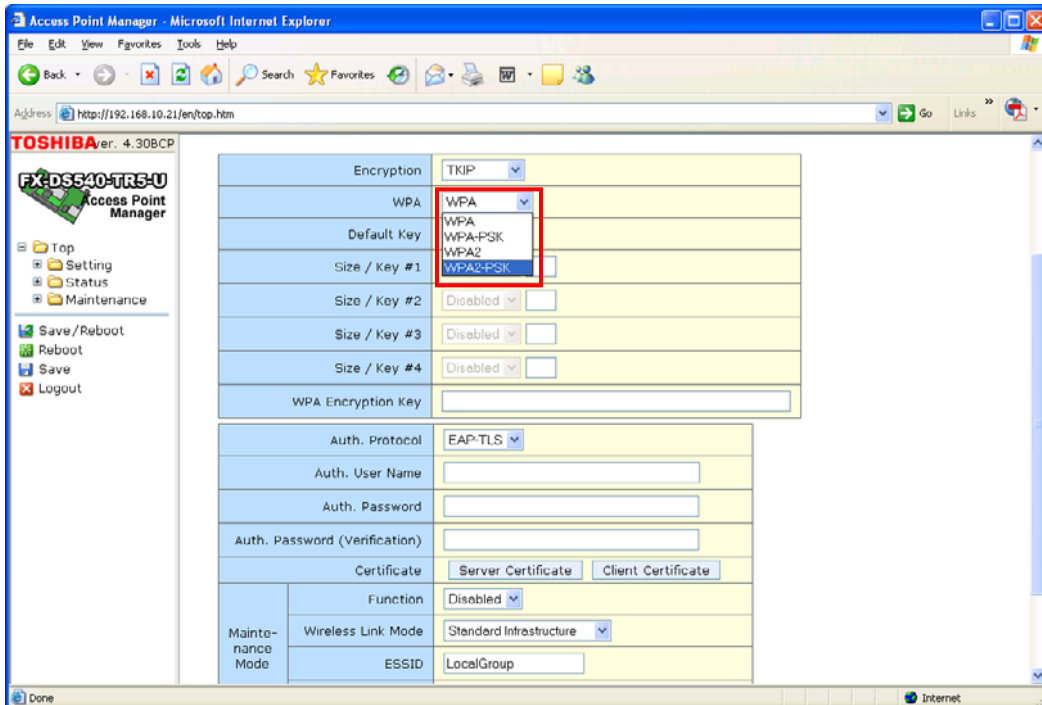 Access Point Manager - Microsoft Internet Explorer
File Edit View Favorites Tools Help
Back Search Favorites
Address http://192.168.10.21/en/top.htm Go Links »
TOSHIBA ver. 4.30BCP
FX-DS540-TR5-U
Access Point
Manager
Top
Setting
Status
Maintenance
Save/Reboot
Reboot
Save
Logout
Encryption TKIP
WPA WPA
WPA
WPA-PSK
WPA2
WPA2-PSK
Default Key
Size / Key #1
Size / Key #2 Disabled
Size / Key #3 Disabled
Size / Key #4 Disabled
WPA Encryption Key
Auth. Protocol EAP-TLS
Auth. User Name
Auth. Password
Auth. Password (Verification)
Certificate Server Certificate Client Certificate
Mainte-
nance
Mode
Function Disabled
Wireless Link Mode Standard Infrastructure
ESSID LocalGroup
Done Internet